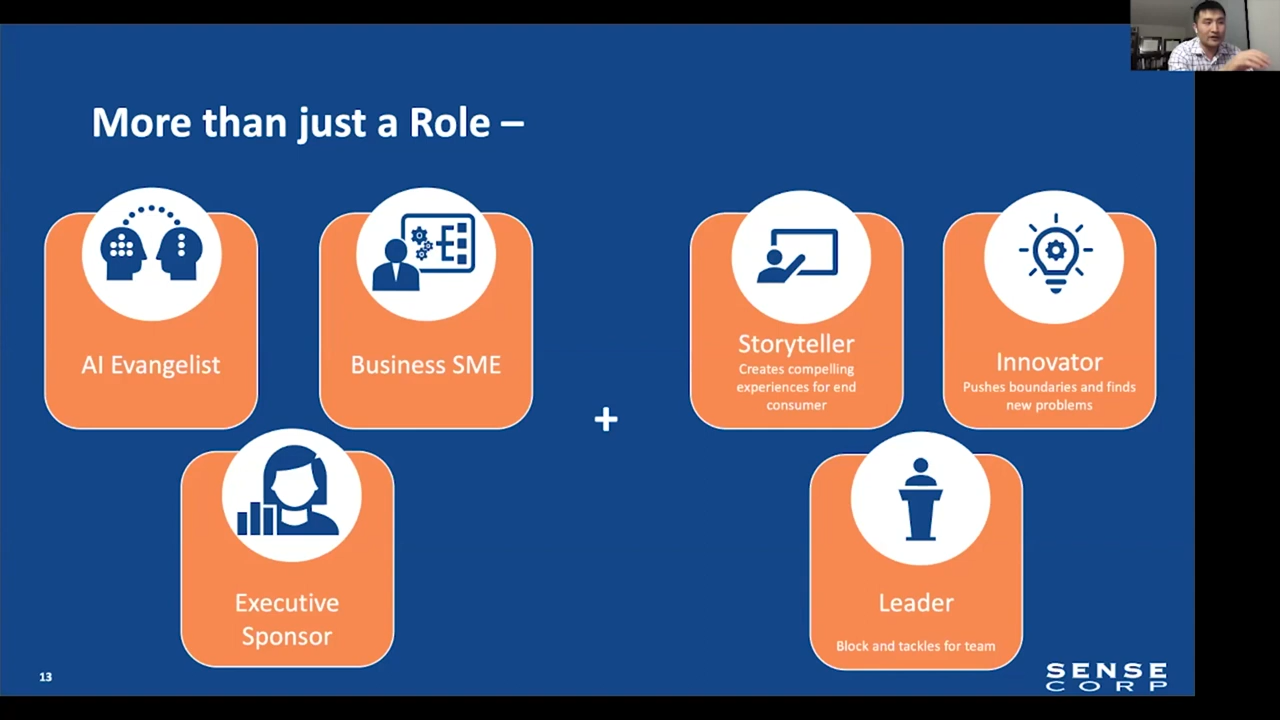 More than just a Role –
AI Evangelist
Business SME
Executive
Sponsor
+
Storyteller
Creates compelling
experiences for end
consumer
Innovator
Pushes boundaries and finds
new problems
Leader
Block and tackles for team
13
SENSE
CORP